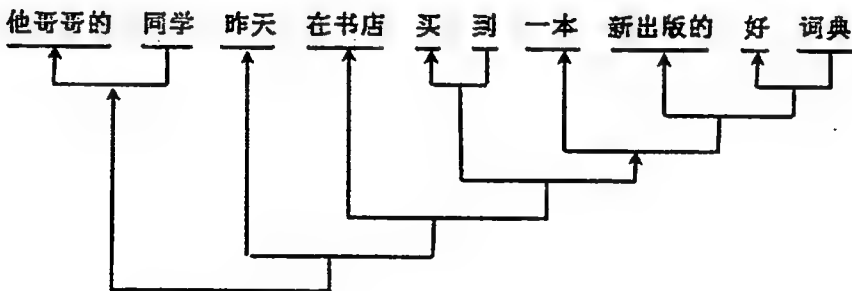 他哥哥的 同学 昨天 在书店 买 到 一本 新出版的 好 词典